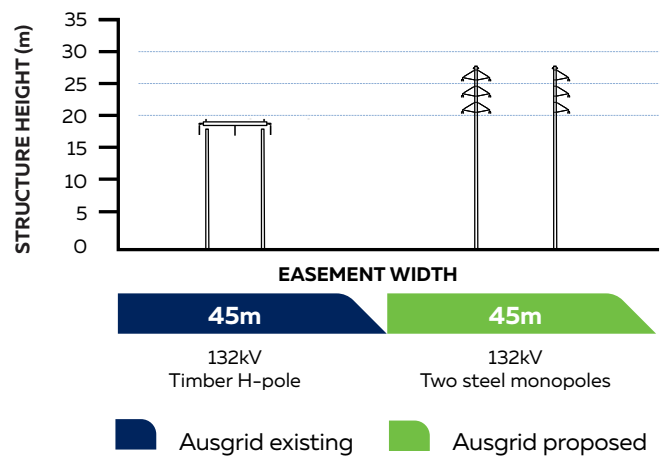 STRUCTURE HEIGHT (m)
35
30
25
20
15
10
5
0
EASEMENT WIDTH
45m
45m
132kV
Timber H-pole
132kV
Two steel monopoles
Ausgrid existing
Ausgrid proposed